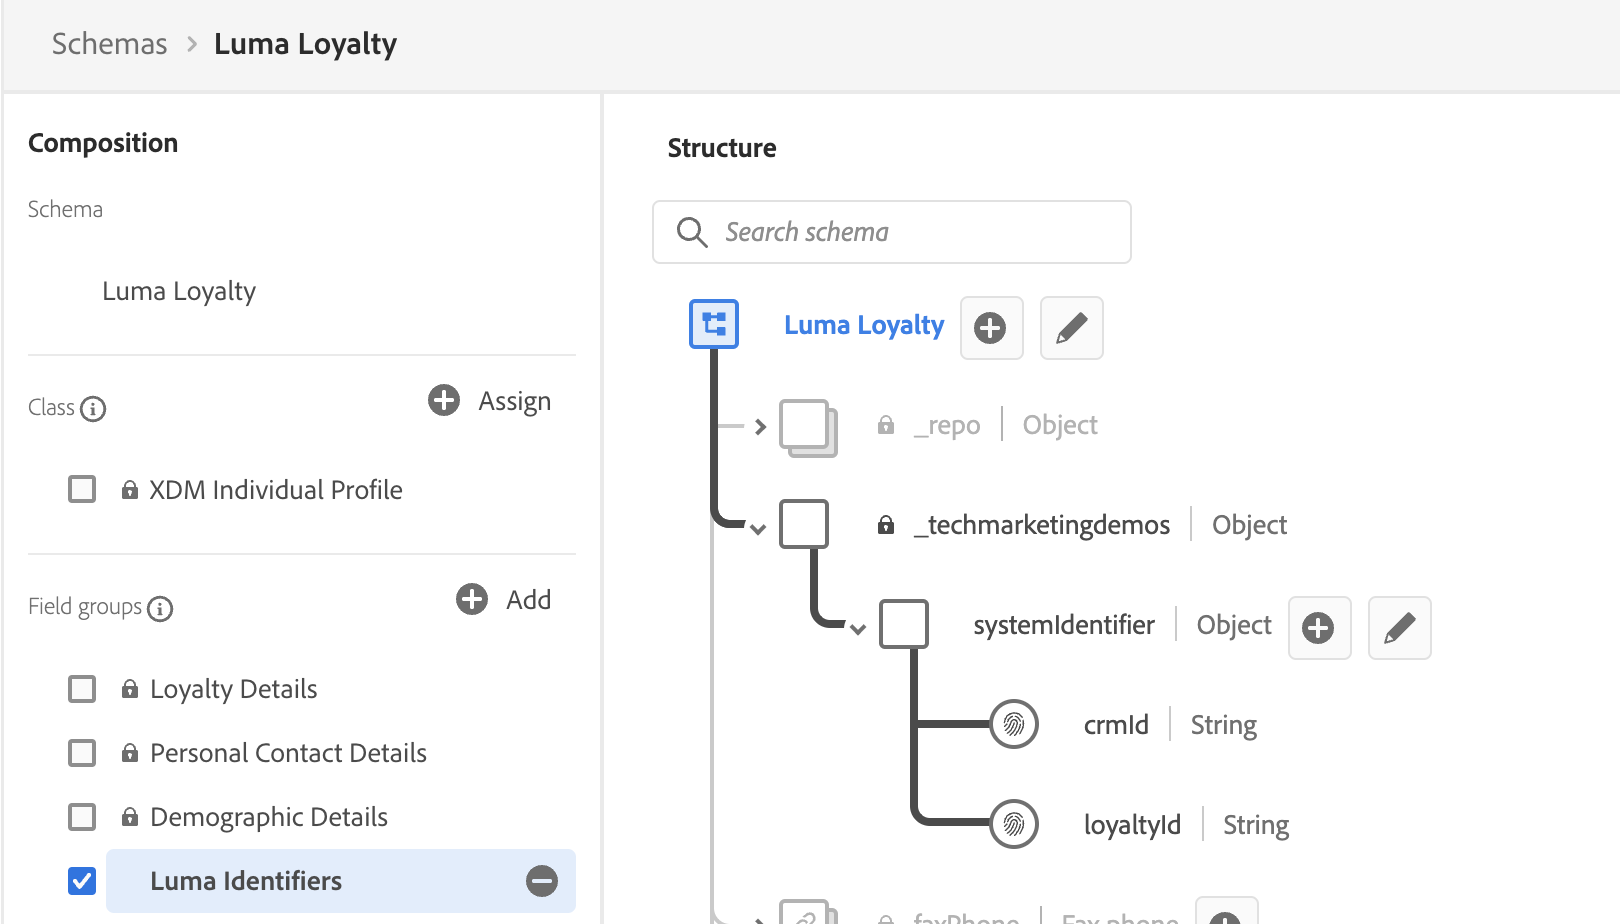 Schemas > Luma Loyalty
Composition
Schema
Luma Loyalty
Class
Assign
XDM Individual Profile
Field groups
Add
Loyalty Details
Personal Contact Details
Demographic Details
Luma Identifiers
Structure
Search schema
Luma Loyalty
_repo | Object
_techmarketingdemos | Object
systemIdentifier | Object
crmId | String
loyaltyId | String
faxPhone | Fax phone